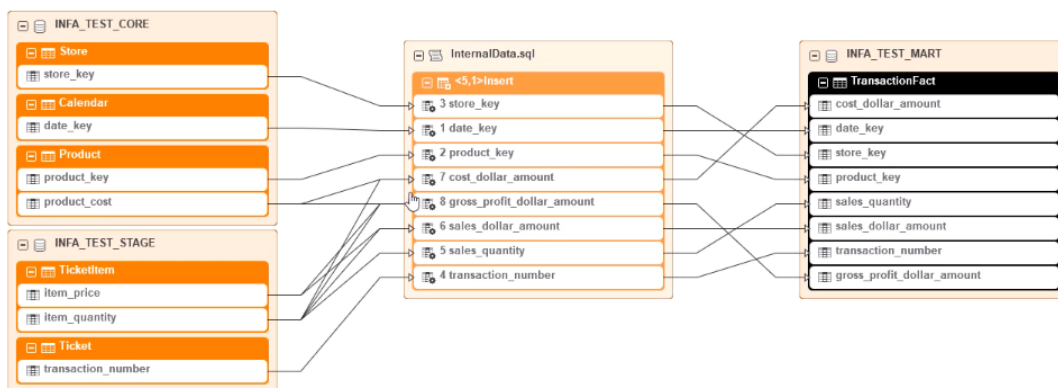 INFA_TEST_CORE
Store
store_key
Calendar
date_key
Product
product_key
product_cost
INFA_TEST_STAGE
TicketItem
item_price
item_quantity
Ticket
transaction_number
InternalData.sql
<5,1>Insert
3 store_key
1 date_key
2 product_key
7 cost_dollar_amount
8 gross_profit_dollar_amount
6 sales_dollar_amount
5 sales_quantity
4 transaction_number
INFA_TEST_MART
TransactionFact
cost_dollar_amount
date_key
store_key
product_key
sales_quantity
sales_dollar_amount
transaction_number
gross_profit_dollar_amount